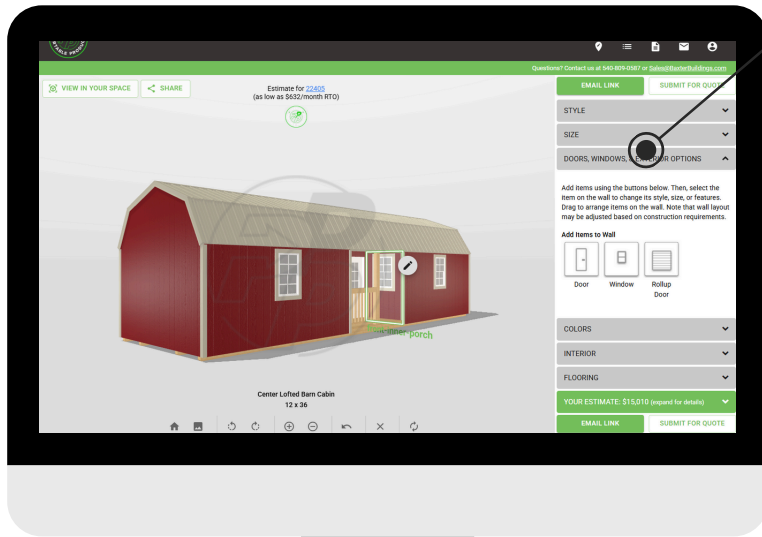 Questions? Contact us at 540-809-0587 or Sales@BaxterBuildings.com
VIEW IN YOUR SPACE
SHARE
Estimate for 22405
(as low as $632/month RTO)
EMAIL LINK
SUBMIT FOR QUOTE
STYLE
SIZE
DOORS, WINDOWS, EXTERIOR OPTIONS
Add items using the buttons below. Then, select the
item on the wall to change its style, size, or features.
Drag to arrange items on the wall. Note that wall layout
may be adjusted based on construction requirements.
Add Items to Wall
Door
Window
Rollup
Door
porch
COLORS
INTERIOR
FLOORING
Center Lofted Barn Cabin
12 x 36
YOUR ESTIMATE: $15,010 (expand for details)
EMAIL LINK
SUBMIT FOR QUOTE